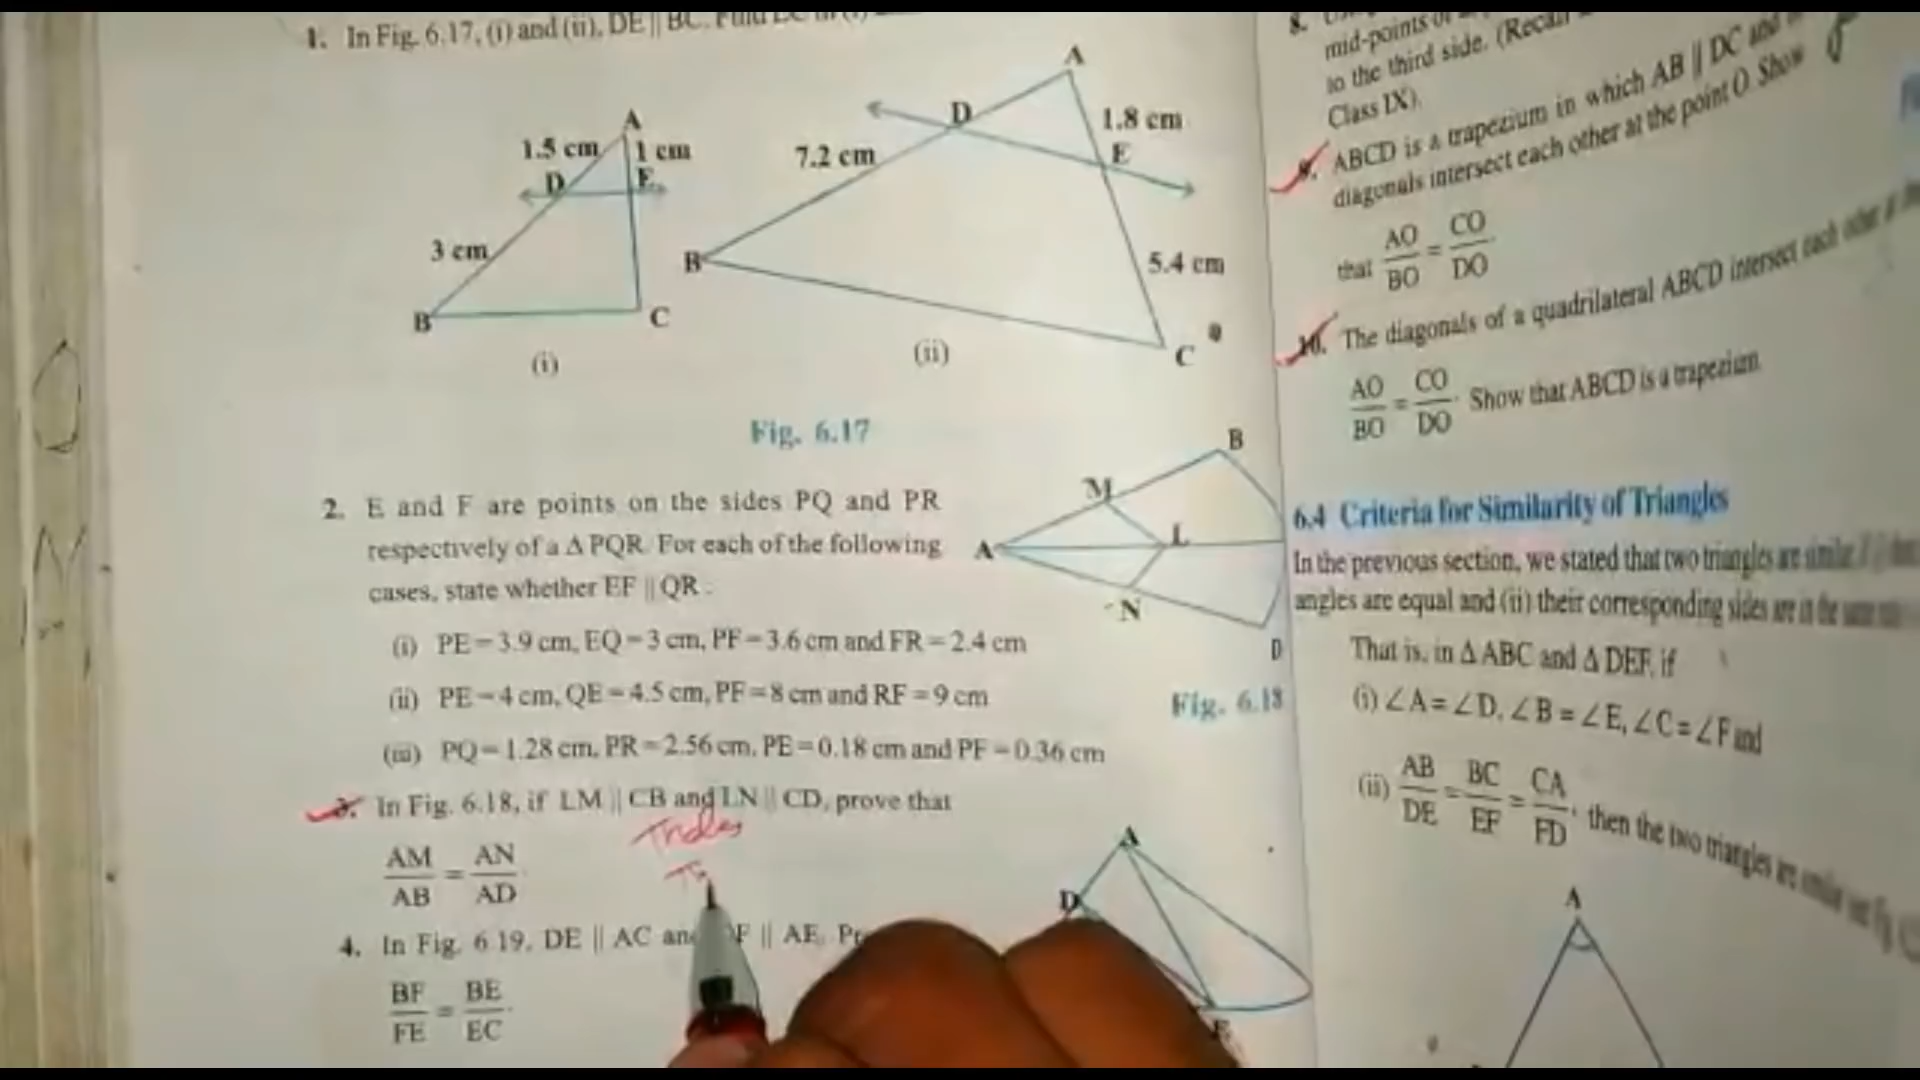 1. In Fig. 6.17, (i) and (ii), DE || BC.
A
1.5 cm
1 cm
D
E
3 cm
B
C
(i)
A
D
1.8 cm
7.2 cm
E
B
5.4 cm
C
(ii)
Fig. 6.17
2. E and F are points on the sides PQ and PR
respectively of a Δ PQR. For each of the following
cases, state whether EF || QR.
(i) PE = 3.9 cm, EQ = 3 cm, PF = 3.6 cm and FR = 2.4 cm
(ii) PE = 4 cm, QE = 4.5 cm, PF = 8 cm and RF = 9 cm
(iii) PQ = 1.28 cm, PR = 2.56 cm, PE = 0.18 cm and PF = 0.36 cm
B
M
A
L
N
D
Fig. 6.18
3. In Fig. 6.18, if LM || CB and LN || CD, prove that
AM/AB = AN/AD
4. In Fig. 6.19, DE || AC and F || AE.
BF/FE = BE/EC
A
D
E
8.
mid-points of
to the third side. (Recall
Class IX).
9. ABCD is a trapezium in which AB || DC and
diagonals intersect each other at the point O. Show
that AO/BO = CO/DO.
10. The diagonals of a quadrilateral ABCD intersect each other
AO/BO = CO/DO. Show that ABCD is a trapezium.
6.4 Criteria for Similarity of Triangles
In the previous section, we stated that two triangles are similar, if
angles are equal and (ii) their corresponding sides are in the same
That is, in Δ ABC and Δ DEF, if
(i) ∠A = ∠D, ∠B = ∠E, ∠C = ∠F and
(ii) AB/DE = BC/EF = CA/FD, then the two triangles are similar
A